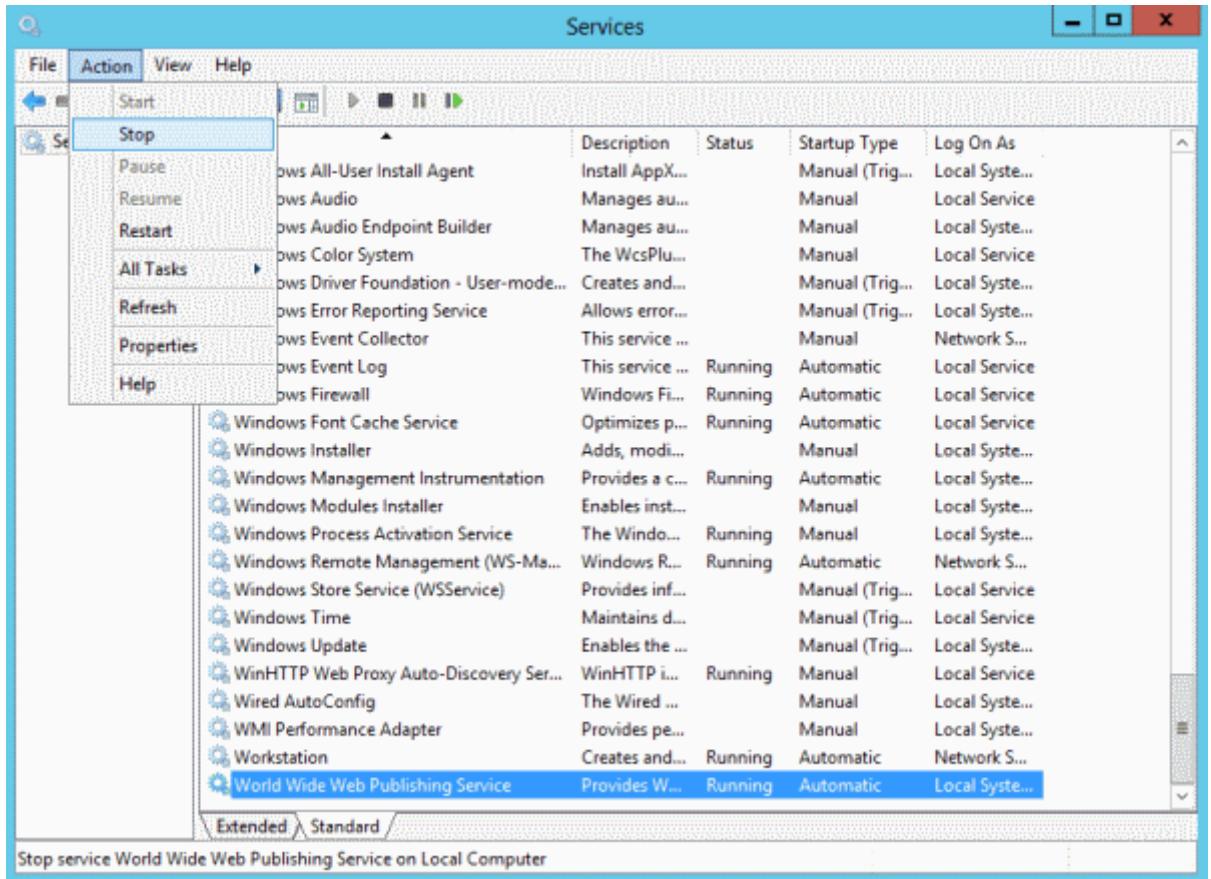 Services
File Action View Help
Start
Stop
Pause
Resume
Restart
All Tasks
Refresh
Properties
Help
Se
Description Status Startup Type Log On As
ows All-User Install Agent Install AppX... Manual (Trig... Local Syste...
ows Audio Manages au... Manual Local Service
ows Audio Endpoint Builder Manages au... Manual Local Syste...
ows Color System The WcsPlu... Manual Local Service
ows Driver Foundation - User-mode... Creates and... Manual (Trig... Local Syste...
ows Error Reporting Service Allows error... Manual (Trig... Local Syste...
ows Event Collector This service ... Manual Network S...
ows Event Log This service ... Running Automatic Local Service
ows Firewall Windows Fi... Running Automatic Local Service
Windows Font Cache Service Optimizes p... Running Automatic Local Service
Windows Installer Adds, modi... Manual Local Syste...
Windows Management Instrumentation Provides a c... Running Automatic Local Syste...
Windows Modules Installer Enables inst... Manual Local Syste...
Windows Process Activation Service The Windo... Running Manual Local Syste...
Windows Remote Management (WS-Ma... Windows R... Running Automatic Network S...
Windows Store Service (WSService) Provides inf... Manual (Trig... Local Service
Windows Time Maintains d... Manual (Trig... Local Service
Windows Update Enables the ... Manual (Trig... Local Syste...
WinHTTP Web Proxy Auto-Discovery Ser... WinHTTP i... Running Manual Local Service
Wired AutoConfig The Wired ... Manual Local Syste...
WMI Performance Adapter Provides pe... Manual Local Syste...
Workstation Creates and... Running Automatic Network S...
World Wide Web Publishing Service Provides W... Running Automatic Local Syste...
Extended Standard
Stop service World Wide Web Publishing Service on Local Computer